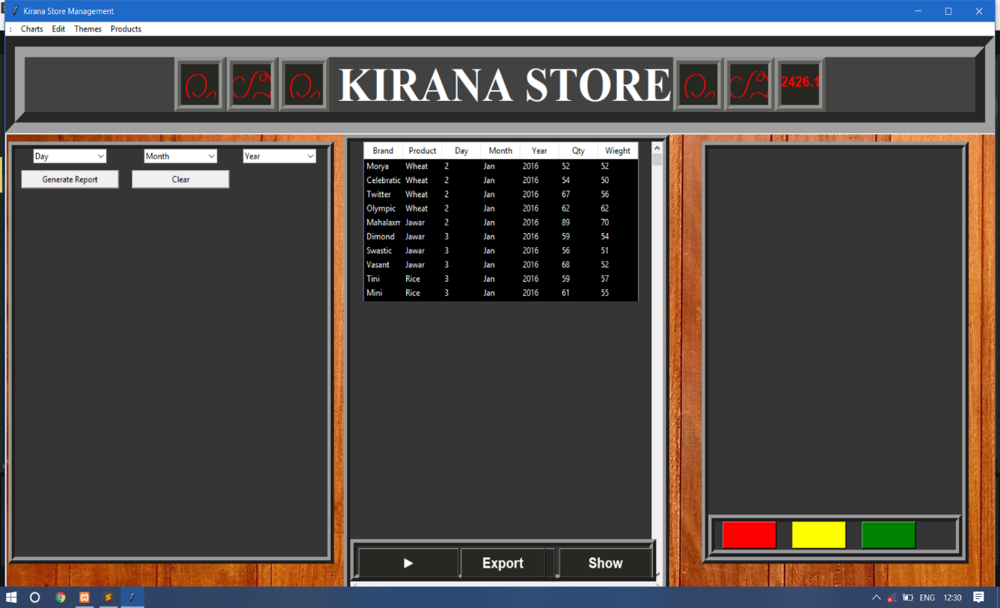 Kirana Store Management
: Charts Edit Themes Products
KIRANA STORE 2426.1
Day Month Year
Generate Report Clear
Brand Product Day Month Year Qty Wieght
Morya Wheat 2 Jan 2016 52 52
Celebratic Wheat 2 Jan 2016 54 50
Twitter Wheat 2 Jan 2016 67 56
Olympic Wheat 2 Jan 2016 62 62
Mahalaxm Jawar 2 Jan 2016 89 70
Dimond Jawar 3 Jan 2016 59 54
Swastic Jawar 3 Jan 2016 56 51
Vasant Jawar 3 Jan 2016 68 52
Tini Rice 3 Jan 2016 59 57
Mini Rice 3 Jan 2016 61 55
Export Show
ENG 12:30